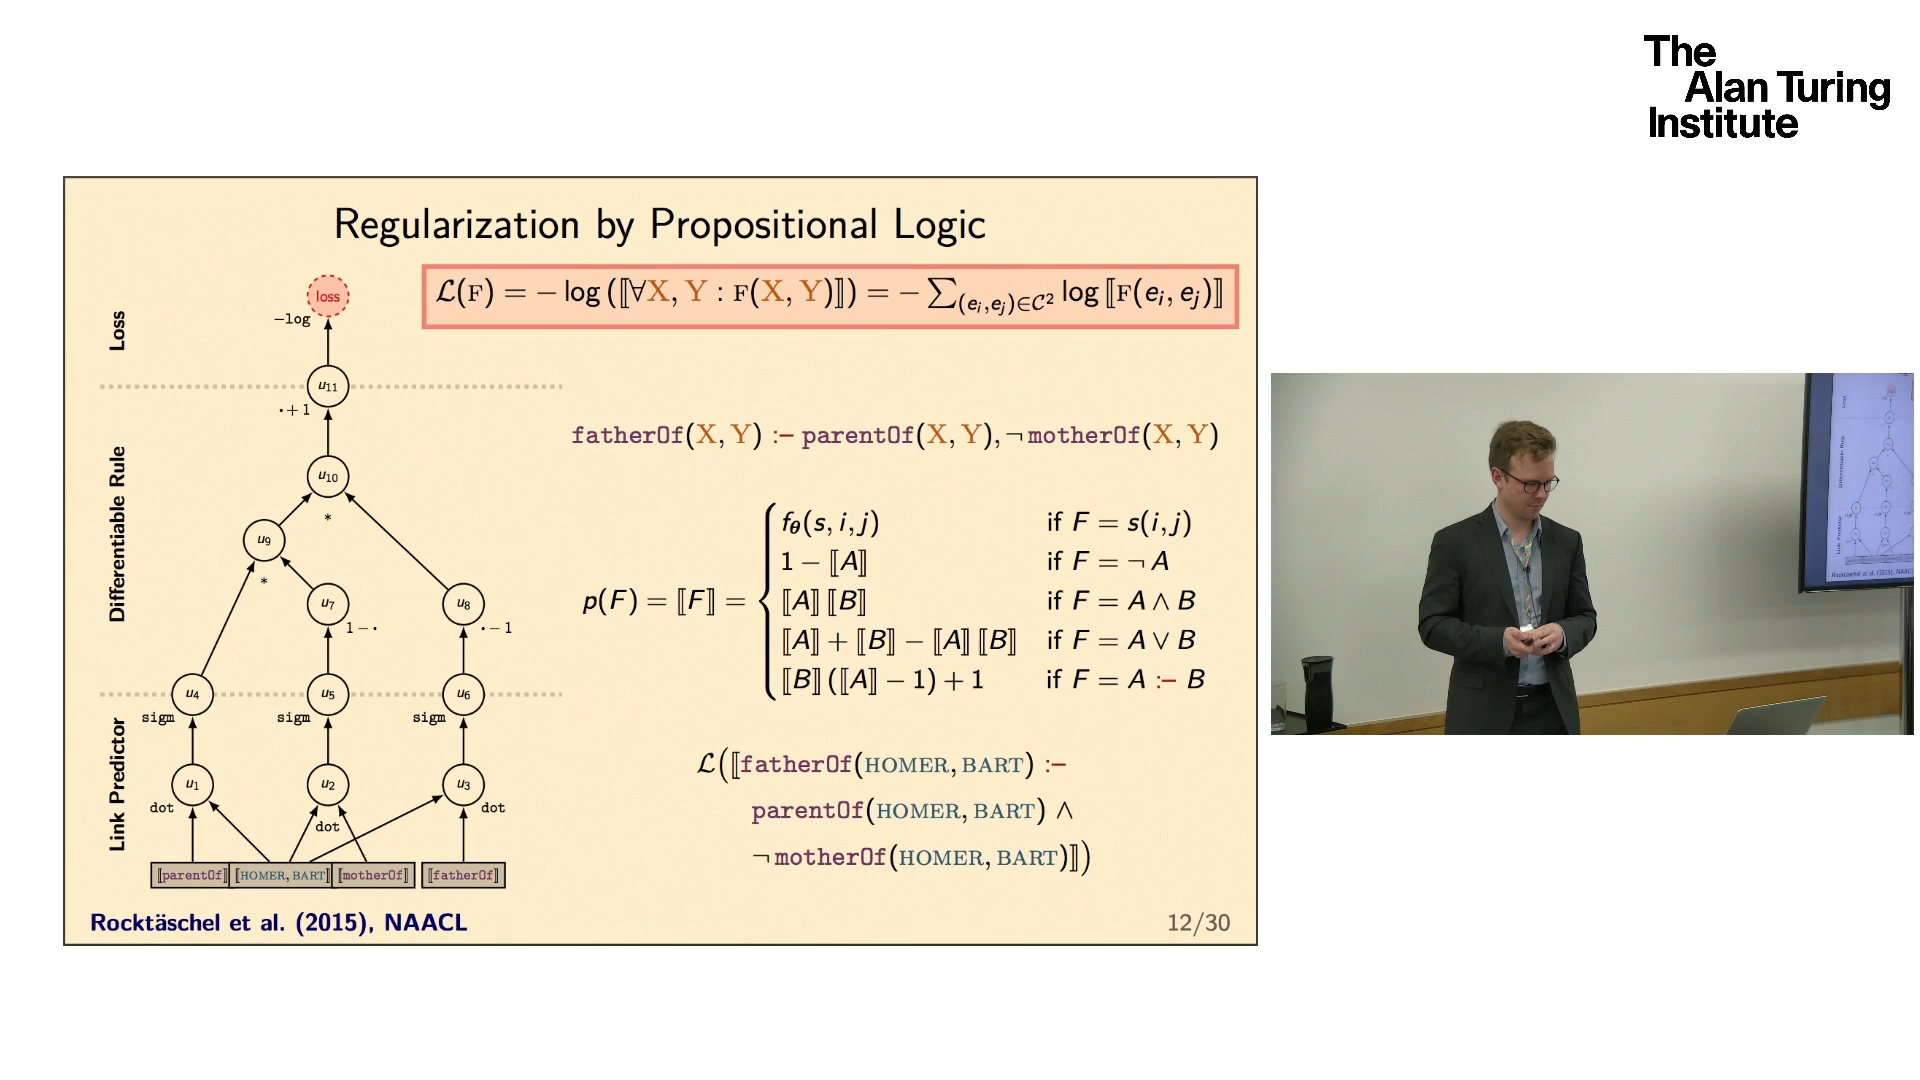 The
Alan Turing
Institute
Regularization by Propositional Logic
ℒ(F) = − log (⟦∀X, Y : F(X, Y)⟧) = − ∑(eᵢ,eⱼ)∈𝒞² log ⟦F(eᵢ, eⱼ)⟧
Loss
loss
−log
u₁₁
·+1
fatherOf(X, Y) :– parentOf(X, Y), ¬ motherOf(X, Y)
Differentiable Rule
u₁₀
*
u₉
*
u₇
1−·
u₈
·−1
p(F) = ⟦F⟧ =
f_θ(s, i, j) if F = s(i, j)
1 − ⟦A⟧ if F = ¬ A
⟦A⟧ ⟦B⟧ if F = A ∧ B
⟦A⟧ + ⟦B⟧ − ⟦A⟧ ⟦B⟧ if F = A ∨ B
⟦B⟧ (⟦A⟧ − 1) + 1 if F = A :– B
u₄ u₅ u₆
sigm sigm sigm
Link Predictor
u₁ u₂ u₃
dot dot dot
⟦parentOf⟧ ⟦HOMER, BART⟧ ⟦motherOf⟧ ⟦fatherOf⟧
ℒ(⟦fatherOf(HOMER, BART) :–
parentOf(HOMER, BART) ∧
¬ motherOf(HOMER, BART)⟧)
Rocktäschel et al. (2015), NAACL
12/30